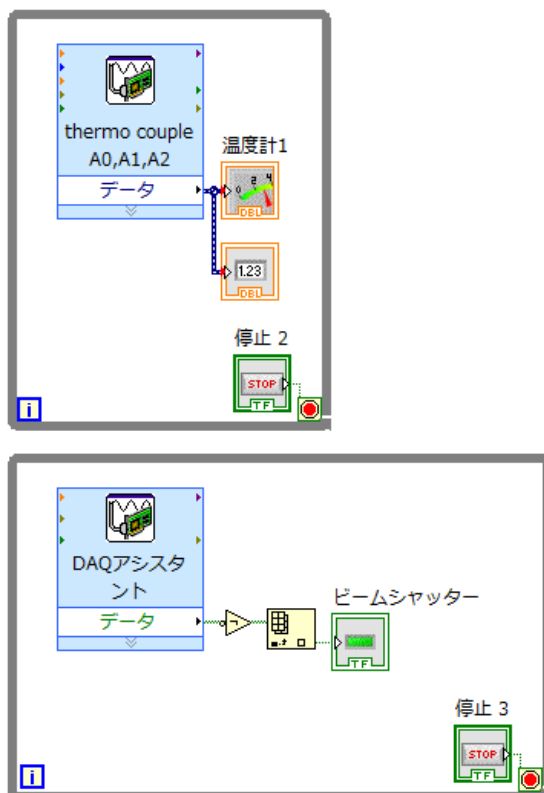 thermo couple
A0,A1,A2
データ
温度計1
0 2 4
DBL
1.23
DBL
停止 2
STOP
TF
i
DAQアシスタ
ント
データ
ビームシャッター
TF
停止 3
STOP
TF
i